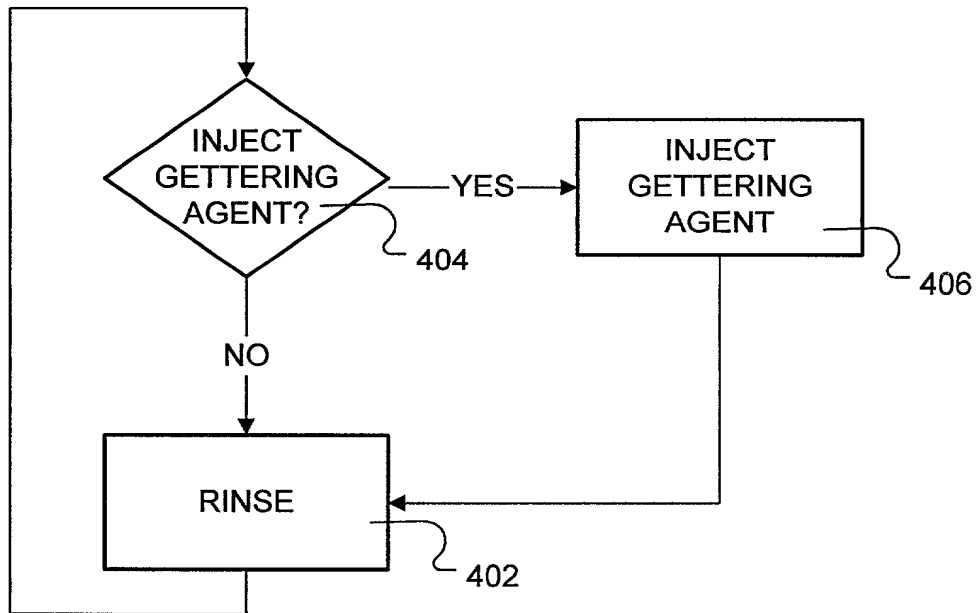 INJECT
GETTERING
AGENT?
404
YES
INJECT
GETTERING
AGENT
406
NO
RINSE
402